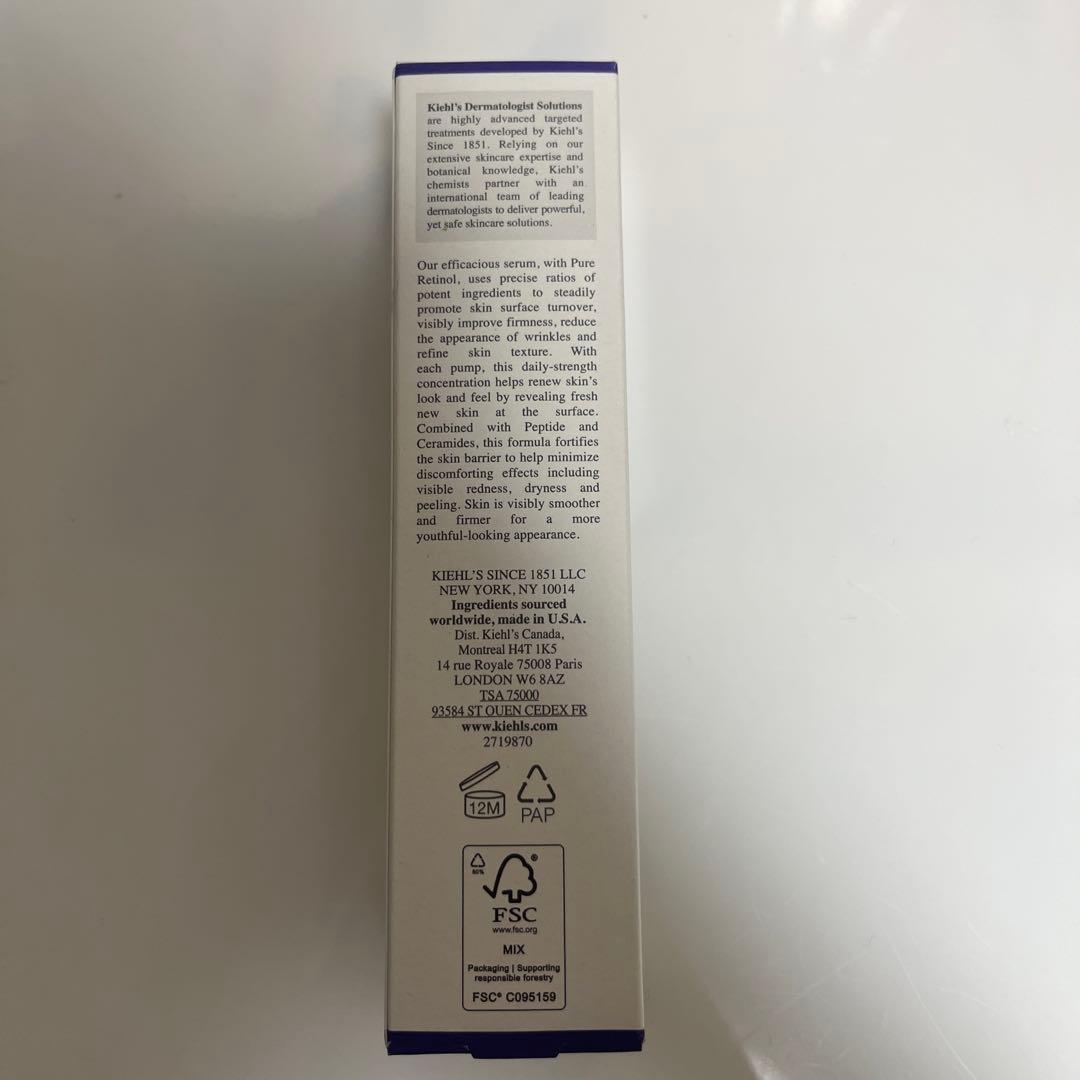 Kiehl's Dermatologist Solutions
are highly advanced targeted
treatments developed by Kiehl's
Since 1851. Relying on our
extensive skincare expertise and
botanical knowledge, Kiehl's
chemists partner with an
international team of leading
dermatologists to deliver powerful,
yet safe skincare solutions.
Our efficacious serum, with Pure
Retinol, uses precise ratios of
potent ingredients to steadily
promote skin surface turnover,
visibly improve firmness, reduce
the appearance of wrinkles and
refine skin texture. With
each pump, this daily-strength
concentration helps renew skin's
look and feel by revealing fresh
new skin at the surface.
Combined with Peptide and
Ceramides, this formula fortifies
the skin barrier to help minimize
discomforting effects including
visible redness, dryness and
peeling. Skin is visibly smoother
and firmer for a more
youthful-looking appearance.
KIEHL'S SINCE 1851 LLC
NEW YORK, NY 10014
Ingredients sourced
worldwide, made in U.S.A.
Dist. Kiehl's Canada,
Montreal H4T 1K5
14 rue Royale 75008 Paris
LONDON W6 8AZ
TSA 75000
93584 ST OUEN CEDEX FR
www.kiehls.com
2719870
12M
PAP
80%
FSC®
www.fsc.org
MIX
Packaging | Supporting
responsible forestry
FSC® C095159